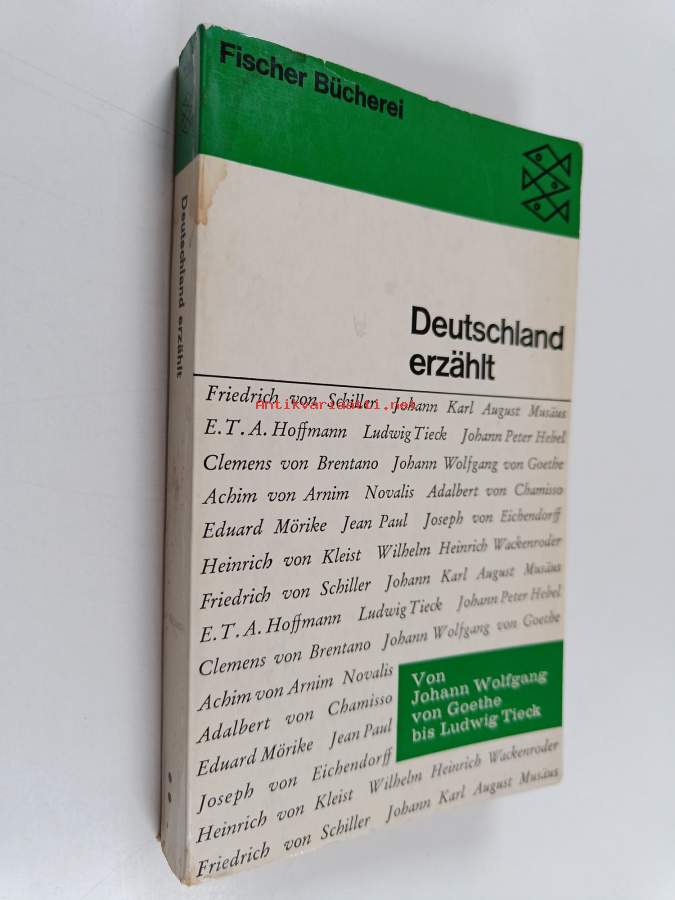 Fischer Bücherei
Deutschland erzählt
Deutschland
erzählt
Friedrich von Schiller Johann Karl August Musäus
Antikvariaatti.net
E.T.A. Hoffmann Ludwig Tieck Johann Peter Hebel
Clemens von Brentano Johann Wolfgang von Goethe
Achim von Arnim Novalis Adalbert von Chamisso
Eduard Mörike Jean Paul Joseph von Eichendorff
Heinrich von Kleist Wilhelm Heinrich Wackenroder
Friedrich von Schiller Johann Karl August Musäus
E.T.A. Hoffmann Ludwig Tieck Johann Peter Hebel
Clemens von Brentano Johann Wolfgang von Goethe
Achim von Arnim Novalis
Adalbert von Chamisso
Eduard Mörike Jean Paul
Joseph von Eichendorff
Von
Johann Wolfgang
von Goethe
bis Ludwig Tieck
Heinrich von Kleist Wilhelm Heinrich Wackenroder
Friedrich von Schiller Johann Karl August Musäus